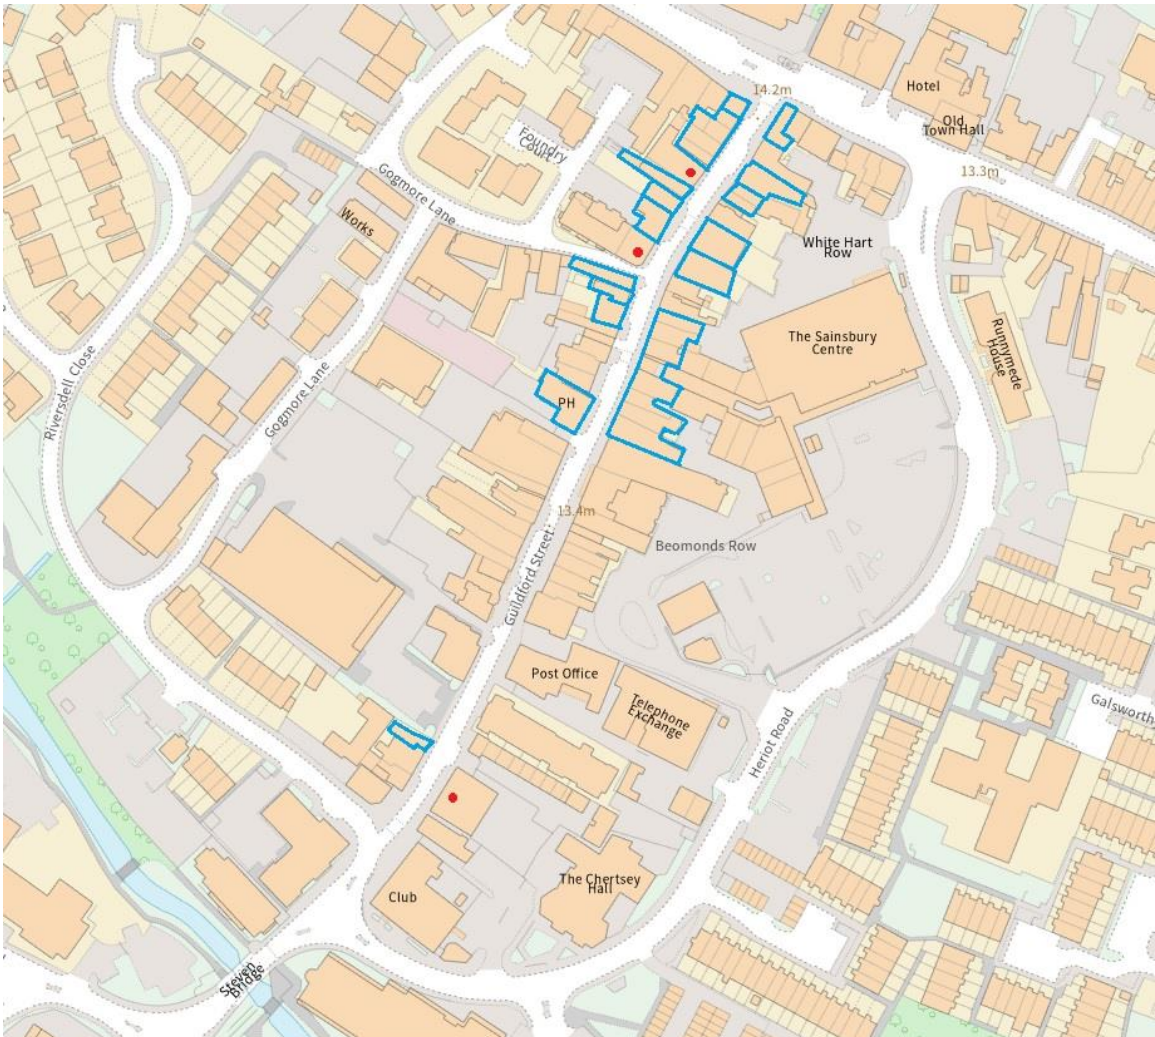 14.2m
Hotel
Old
Town Hall
Foundry
Court
13.3m
Gogmore Lane
Works
White Hart
Row
The Sainsbury
Centre
Runnymede
House
Riversdell Close
Gogmore Lane
PH
13.4m
Guildford Street
Beomonds Row
Post Office
Telephone
Exchange
Galsworth
Heriot Road
The Chertsey
Hall
Club
Steven
Bridge